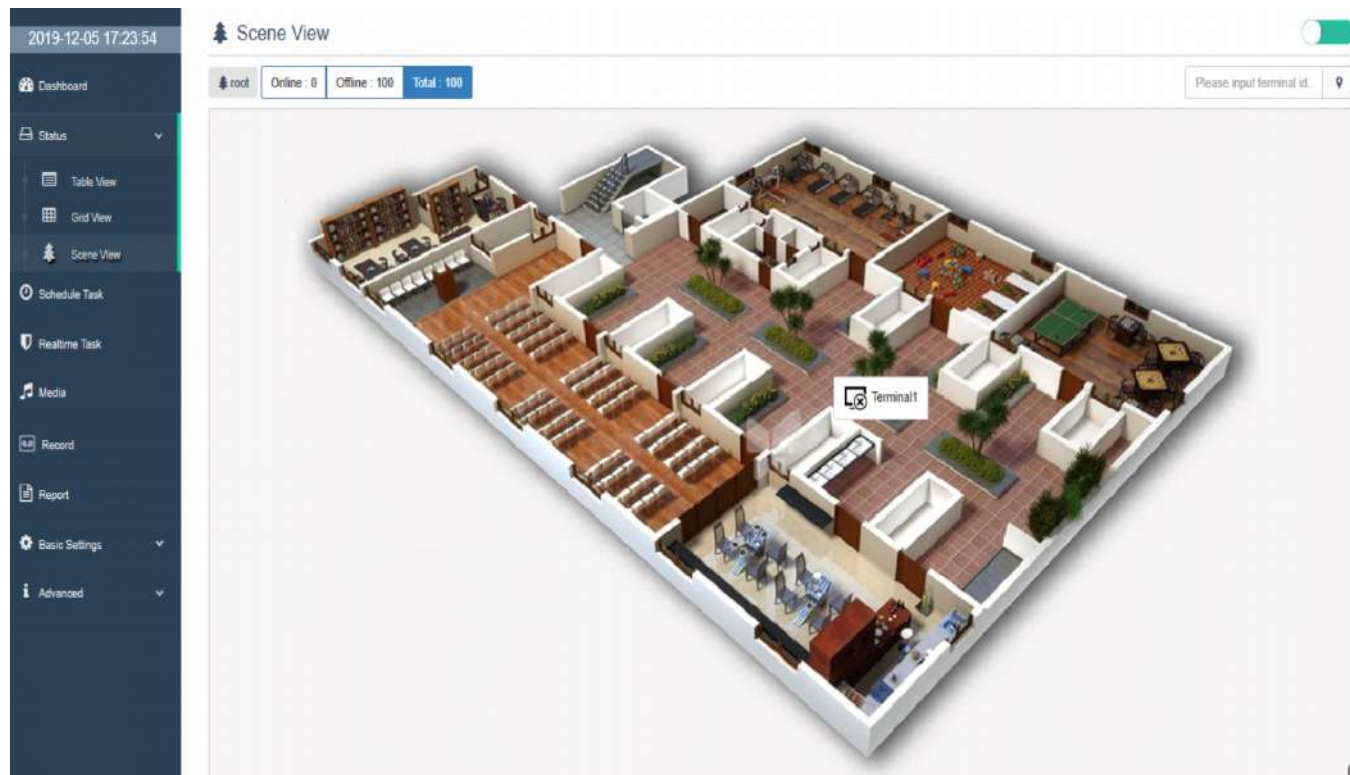 2019-12-05 17:23:54
Dashboard
Status
Table View
Grid View
Scene View
Schedule Task
Realtime Task
Media
Record
Report
Basic Settings
Advanced
Scene View
root
Online : 0
Offline : 100
Total : 100
Please input terminal id..
Terminal1